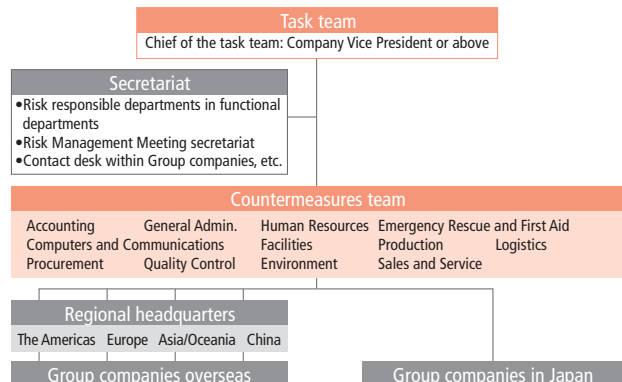 Task team
Chief of the task team: Company Vice President or above
Secretariat
•Risk responsible departments in functional
departments
•Risk Management Meeting secretariat
•Contact desk within Group companies, etc.
Countermeasures team
Accounting General Admin. Human Resources Emergency Rescue and First Aid
Computers and Communications Facilities Production Logistics
Procurement Quality Control Environment Sales and Service
Regional headquarters
The Americas Europe Asia/Oceania China
Group companies overseas
Group companies in Japan